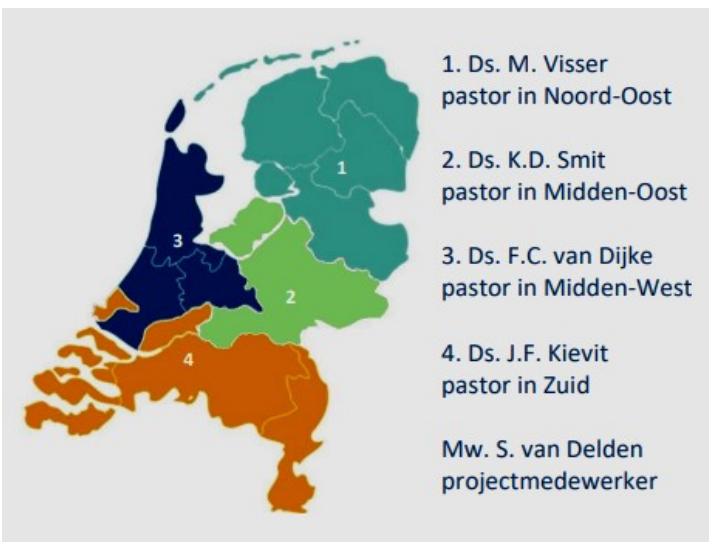 1. Ds. M. Visser
pastor in Noord-Oost
2. Ds. K.D. Smit
pastor in Midden-Oost
3. Ds. F.C. van Dijke
pastor in Midden-West
4. Ds. J.F. Kievit
pastor in Zuid
Mw. S. van Delden
projectmedewerker
1
3
2
4